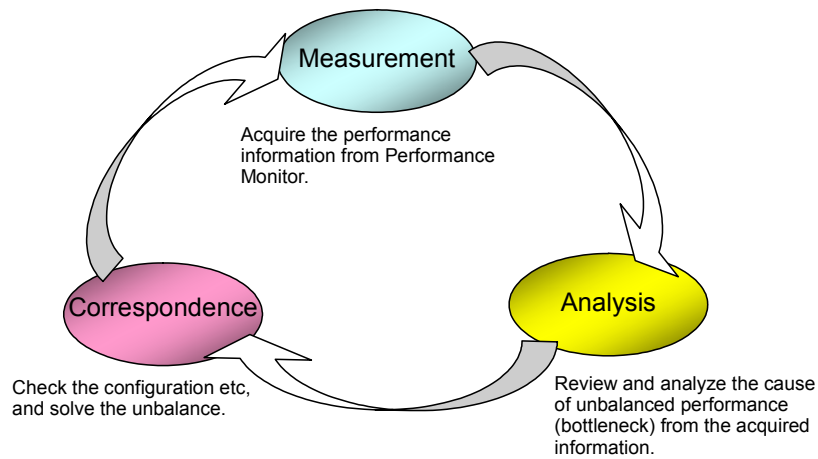 Measurement
Acquire the performance
information from Performance
Monitor.
Analysis
Review and analyze the cause
of unbalanced performance
(bottleneck) from the acquired
information.
Correspondence
Check the configuration etc,
and solve the unbalance.